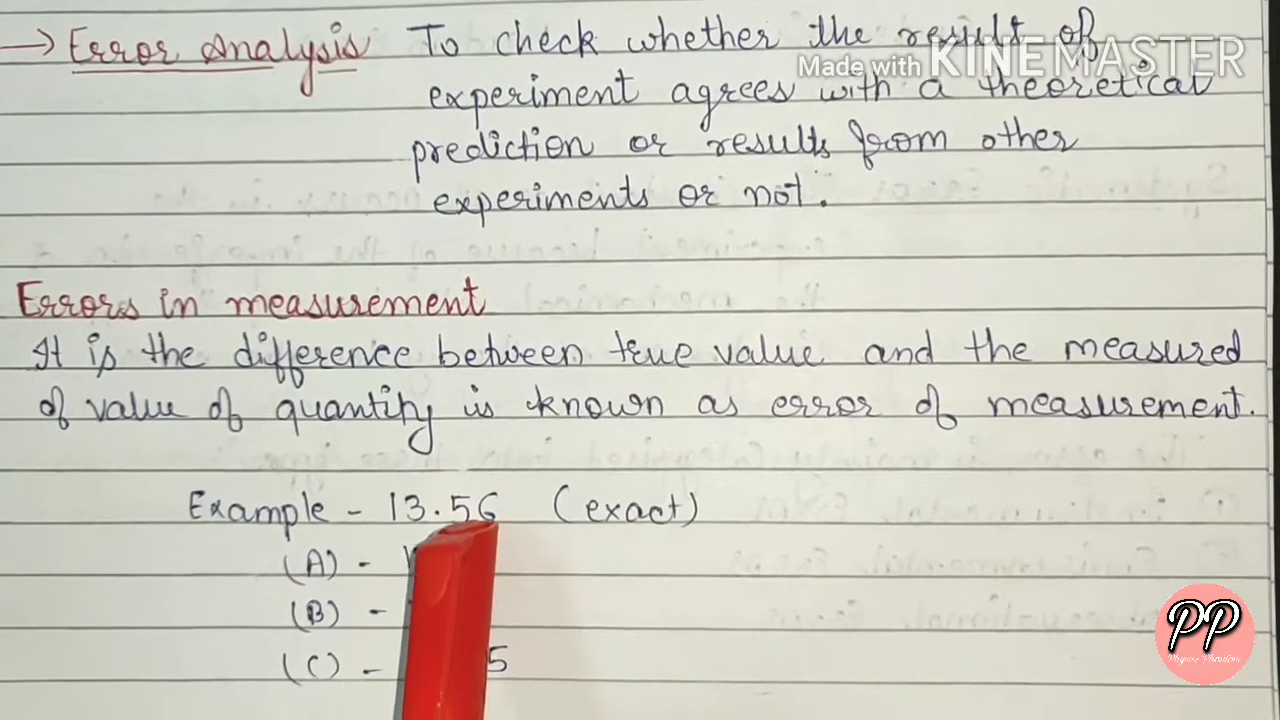 → Error Analysis To check whether the result of
Made with KINEMASTER
experiment agrees with a theoretical
prediction or results from other
experiments or not.
Errors in measurement
It is the difference between true value and the measured
of value of quantity is known as error of measurement.
Example - 13.56 (exact)
(A) -
(B) -
(C) - 5
PP